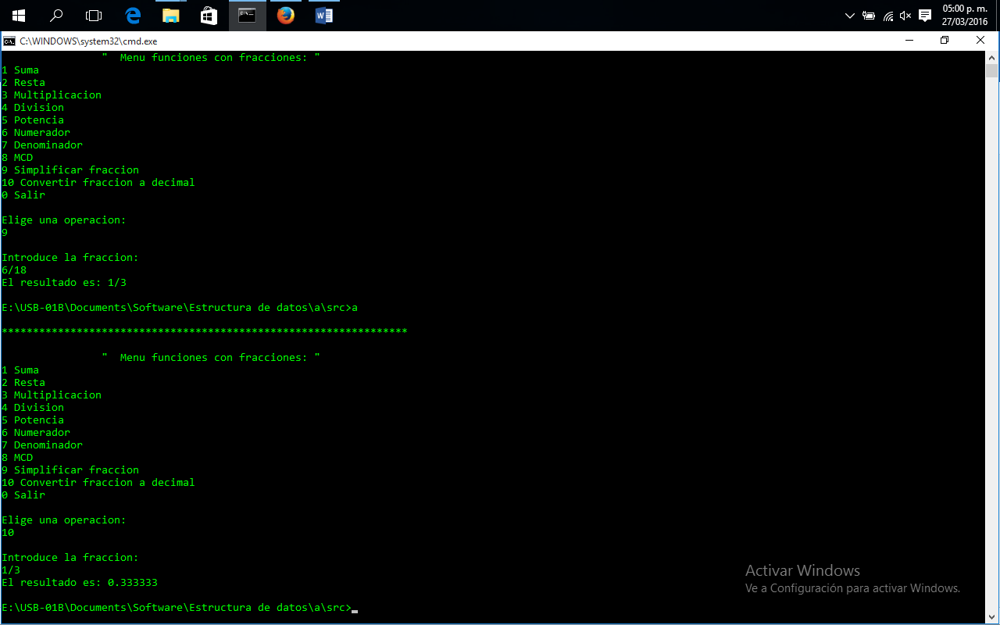 05:00 p. m.
27/03/2016
C:\WINDOWS\system32\cmd.exe
"  Menu funciones con fracciones: "
1 Suma
2 Resta
3 Multiplicacion
4 Division
5 Potencia
6 Numerador
7 Denominador
8 MCD
9 Simplificar fraccion
10 Convertir fraccion a decimal
0 Salir
Elige una operacion:
9
Introduce la fraccion:
6/18
El resultado es: 1/3
E:\USB-01B\Documents\Software\Estructura de datos\a\src>a
*****************************************************************
"  Menu funciones con fracciones: "
1 Suma
2 Resta
3 Multiplicacion
4 Division
5 Potencia
6 Numerador
7 Denominador
8 MCD
9 Simplificar fraccion
10 Convertir fraccion a decimal
0 Salir
Elige una operacion:
10
Introduce la fraccion:
1/3
El resultado es: 0.333333
E:\USB-01B\Documents\Software\Estructura de datos\a\src>
Activar Windows
Ve a Configuración para activar Windows.